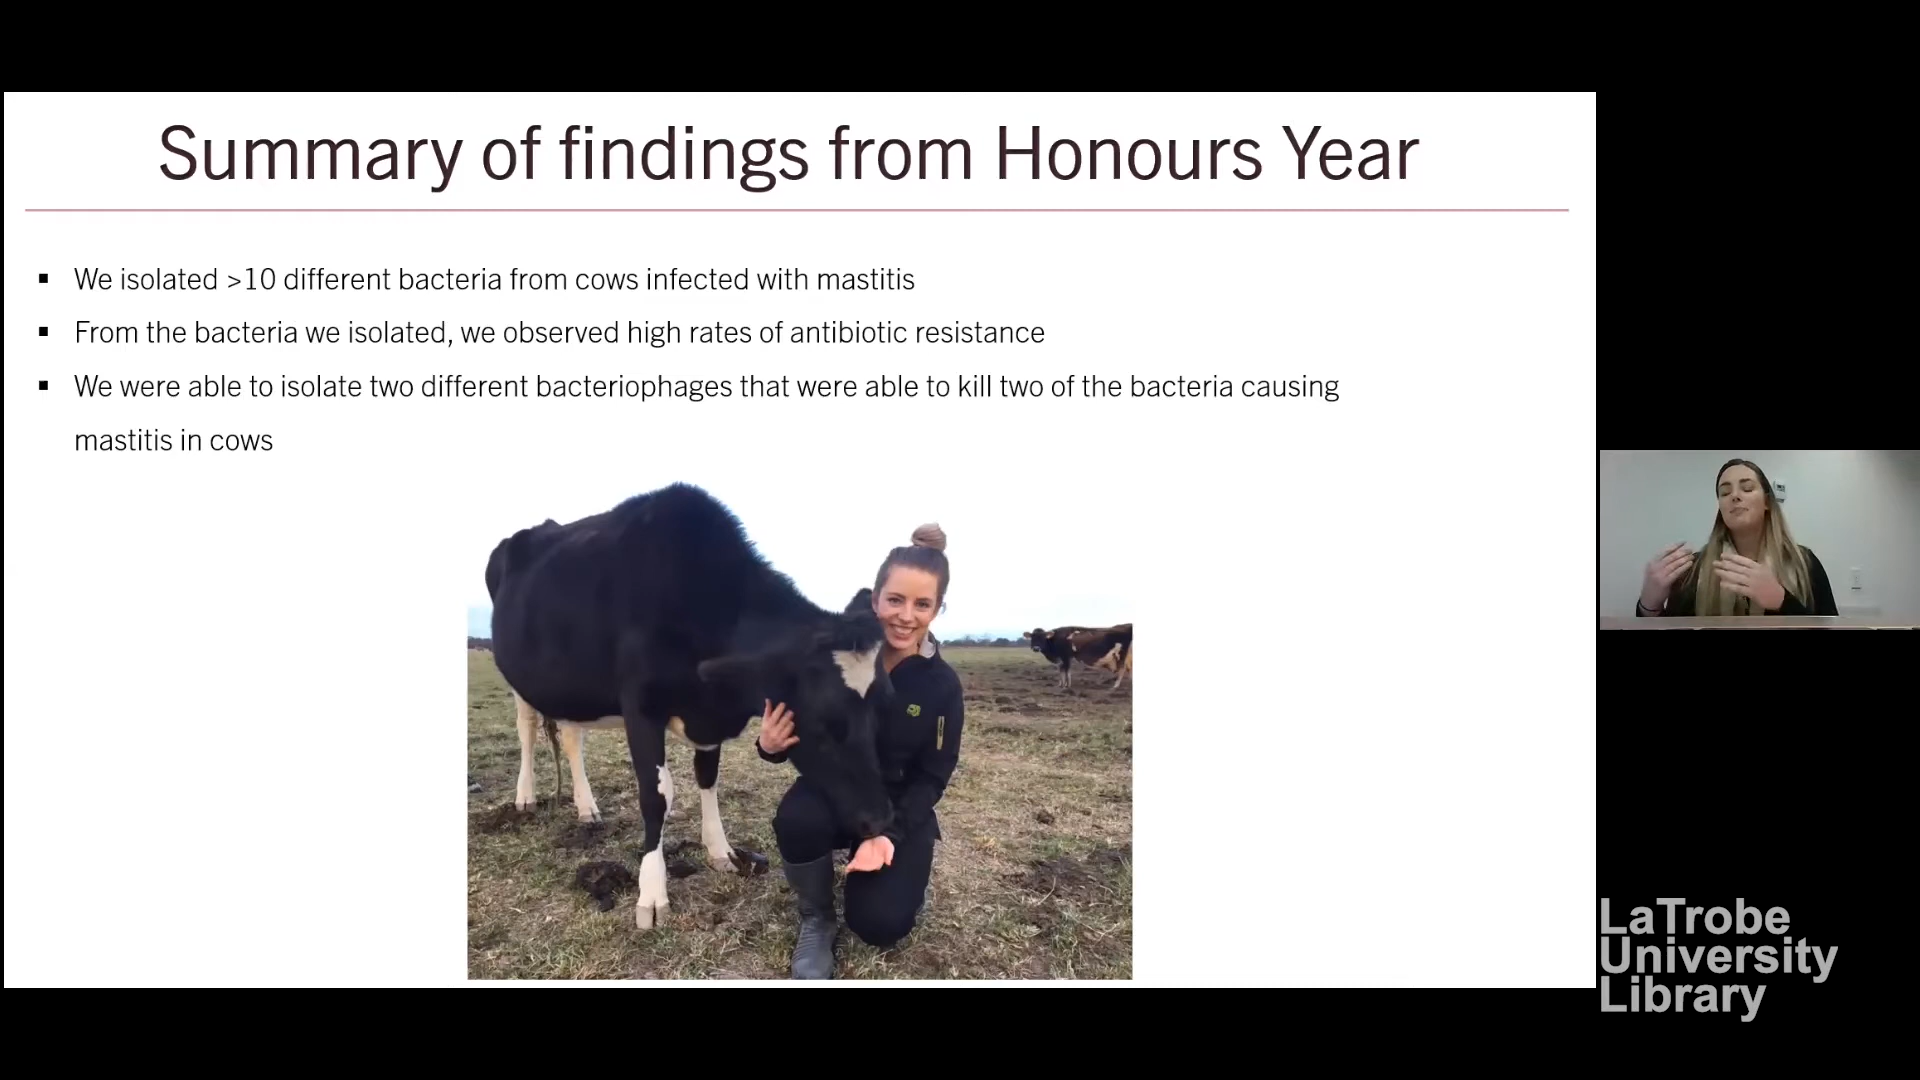 Summary of findings from Honours Year
▪ We isolated >10 different bacteria from cows infected with mastitis
▪ From the bacteria we isolated, we observed high rates of antibiotic resistance
▪ We were able to isolate two different bacteriophages that were able to kill two of the bacteria causing
mastitis in cows
LaTrobe
University
Library